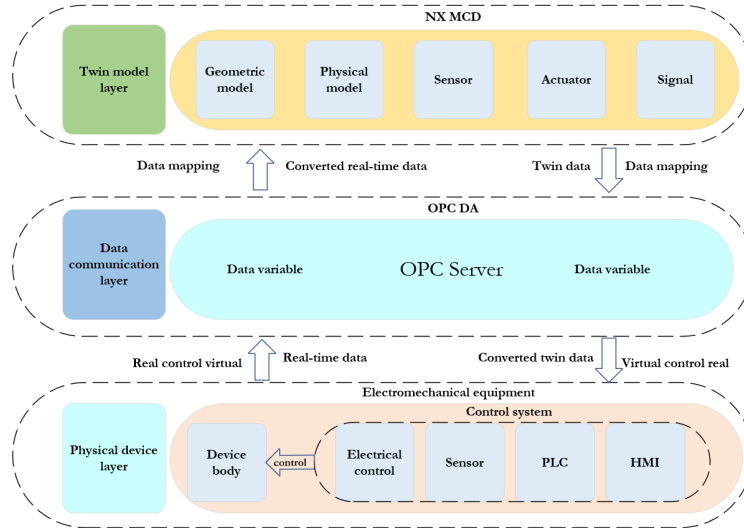 NX MCD
Twin model
layer
Geometric
model
Physical
model
Sensor
Actuator
Signal
Data mapping
Converted real-time data
Twin data
Data mapping
OPC DA
Data
communication
layer
Data variable
OPC Server
Data variable
Real control virtual
Real-time data
Converted twin data
Virtual control real
Electromechanical equipment
Control system
Physical device
layer
Device
body
control
Electrical
control
Sensor
PLC
HMI